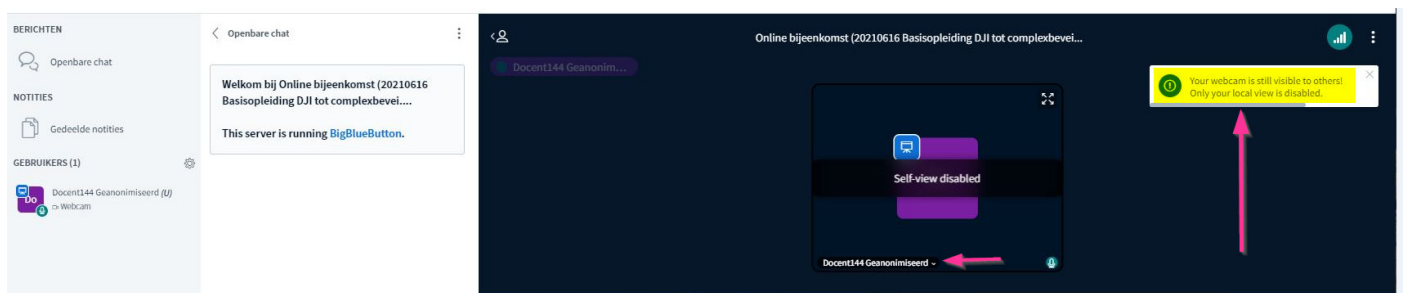 BERICHTEN
Openbare chat
NOTITIES
Gedeelde notities
GEBRUIKERS (1)
Do
Docent144 Geanonimiseerd (U)
Webcam
Openbare chat
Welkom bij Online bijeenkomst (20210616
Basisopleiding DJI tot complexbevei....
This server is running BigBlueButton.
Online bijeenkomst (20210616 Basisopleiding DJI tot complexbevei...
Docent144 Geanonim...
Self-view disabled
Docent144 Geanonimiseerd
Your webcam is still visible to others!
Only your local view is disabled.